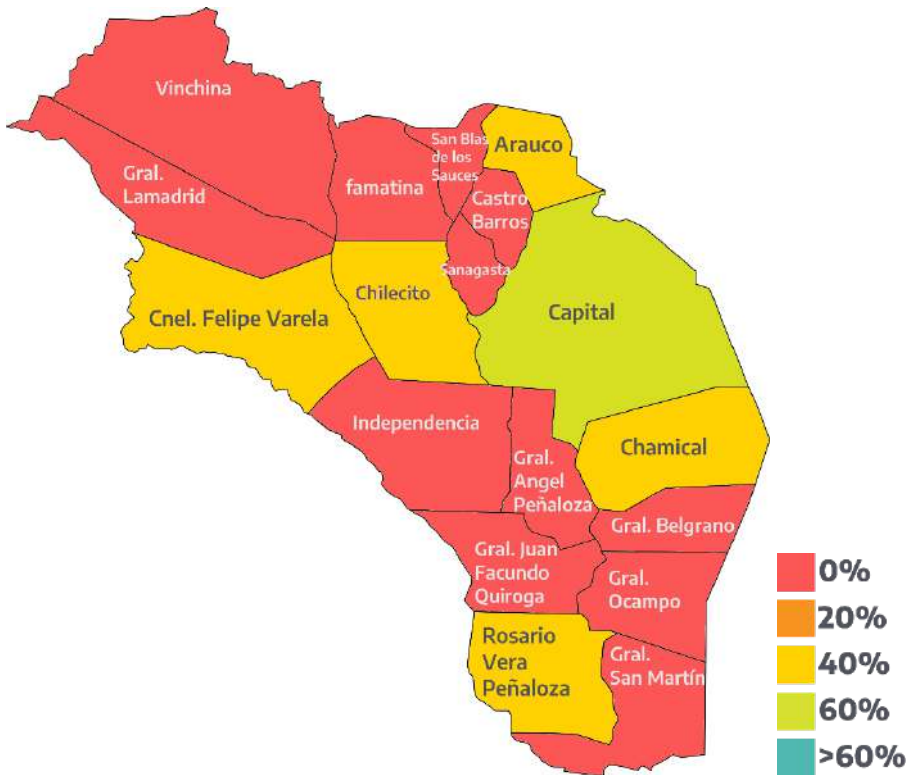 Vinchina
San Blas
de los
Sauces
Arauco
Gral.
Lamadrid
famatina
Castro
Barros
Sanagasta
Chilecito
Cnel. Felipe Varela
Capital
Independencia
Chamical
Gral.
Angel
Peñaloza
Gral. Belgrano
Gral. Juan
Facundo
Quiroga
Gral.
Ocampo
Rosario
Vera
Peñaloza
Gral.
San Martín
0%
20%
40%
60%
>60%